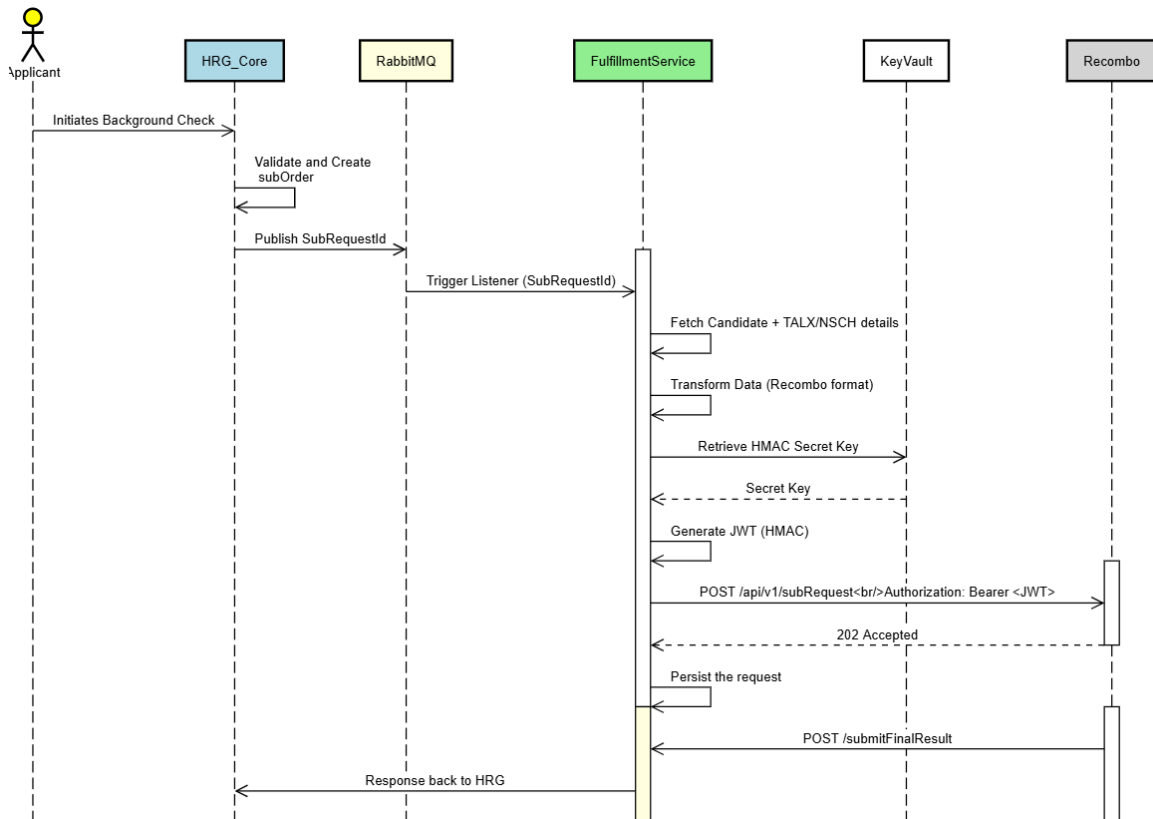 Applicant
HRG_Core
RabbitMQ
FulfillmentService
KeyVault
Recombo
Initiates Background Check
Validate and Create
subOrder
Publish SubRequestId
Trigger Listener (SubRequestId)
Fetch Candidate + TALX/NSCH details
Transform Data (Recombo format)
Retrieve HMAC Secret Key
Secret Key
Generate JWT (HMAC)
POST /api/v1/subRequest<br/>Authorization: Bearer <JWT>
202 Accepted
Persist the request
POST /submitFinalResult
Response back to HRG